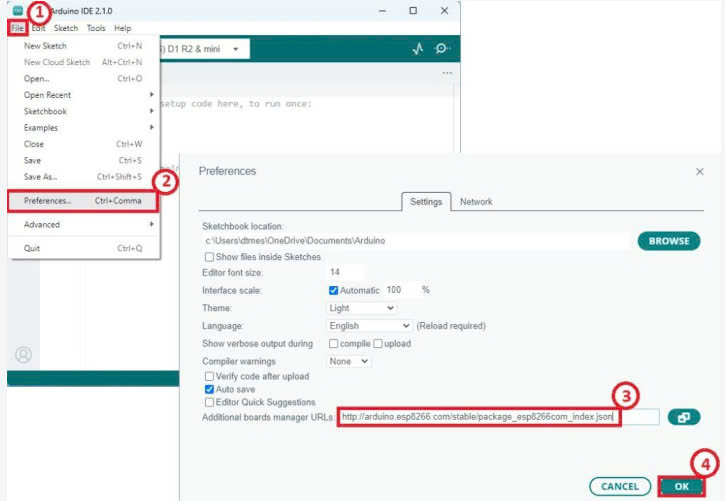 1
Arduino IDE 2.1.0
File Edit Sketch Tools Help
New Sketch Ctrl+N
New Cloud Sketch Alt+Ctrl+N
Open... Ctrl+O
Open Recent
Sketchbook
Examples
Close Ctrl+W
Save Ctrl+S
Save As... Ctrl+Shift+S
2
Preferences... Ctrl+Comma
Advanced
Quit Ctrl+Q
) D1 R2 & mini
setup code here, to run once:
Preferences
Settings Network
Sketchbook location:
c:\Users\dtmes\OneDrive\Documents\Arduino
BROWSE
Show files inside Sketches
Editor font size: 14
Interface scale: Automatic 100 %
Theme: Light
Language: English (Reload required)
Show verbose output during compile upload
Compiler warnings None
Verify code after upload
Auto save
Editor Quick Suggestions
3
Additional boards manager URLs: http://arduino.esp8266.com/stable/package_esp8266com_index.json
4
CANCEL OK